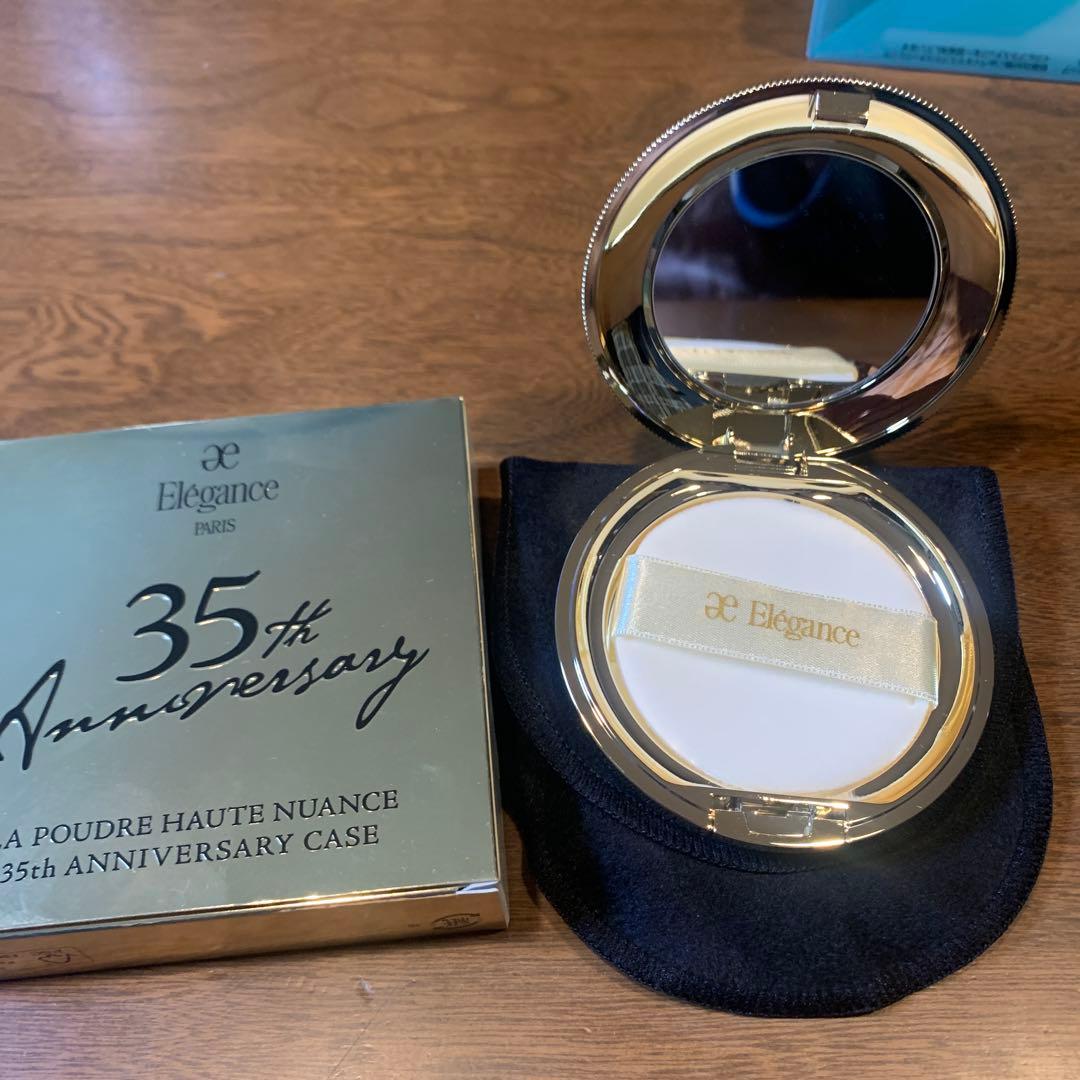 æ
Elégance
PARIS
35th
Anniversary
LA POUDRE HAUTE NUANCE
35th ANNIVERSARY CASE
æ Elégance